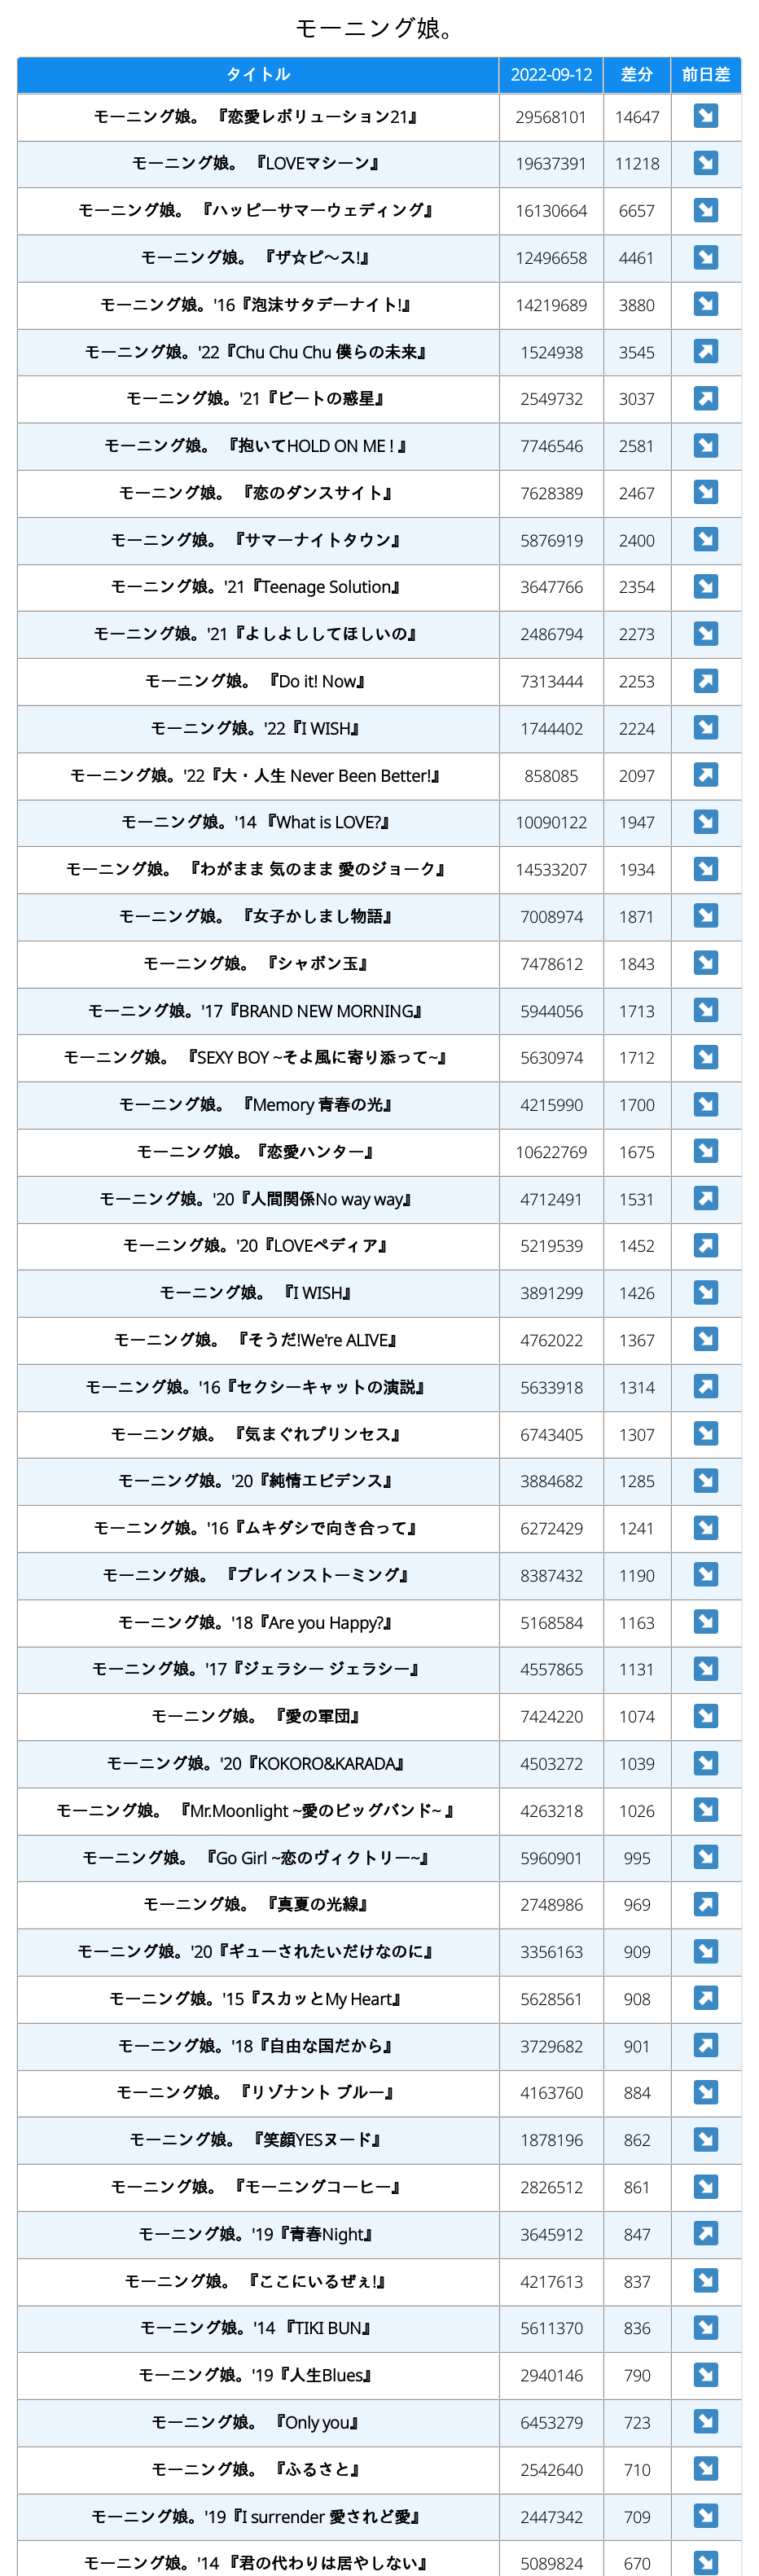 モーニング娘。
タイトル 2022-09-12 差分 前日差
モーニング娘。 『恋愛レボリューション21』 29568101 14647
モーニング娘。 『LOVEマシーン』 19637391 11218
モーニング娘。 『ハッピーサマーウェディング』 16130664 6657
モーニング娘。 『ザ☆ピ〜ス!』 12496658 4461
モーニング娘。'16『泡沫サタデーナイト!』 14219689 3880
モーニング娘。'22『Chu Chu Chu 僕らの未来』 1524938 3545
モーニング娘。'21『ビートの惑星』 2549732 3037
モーニング娘。 『抱いてHOLD ON ME ! 』 7746546 2581
モーニング娘。 『恋のダンスサイト』 7628389 2467
モーニング娘。 『サマーナイトタウン』 5876919 2400
モーニング娘。'21『Teenage Solution』 3647766 2354
モーニング娘。'21『よしよししてほしいの』 2486794 2273
モーニング娘。 『Do it! Now』 7313444 2253
モーニング娘。'22『I WISH』 1744402 2224
モーニング娘。'22『大・人生 Never Been Better!』 858085 2097
モーニング娘。'14 『What is LOVE?』 10090122 1947
モーニング娘。 『わがまま 気のまま 愛のジョーク』 14533207 1934
モーニング娘。 『女子かしまし物語』 7008974 1871
モーニング娘。 『シャボン玉』 7478612 1843
モーニング娘。'17『BRAND NEW MORNING』 5944056 1713
モーニング娘。 『SEXY BOY ~そよ風に寄り添って~』 5630974 1712
モーニング娘。 『Memory 青春の光』 4215990 1700
モーニング娘。『恋愛ハンター』 10622769 1675
モーニング娘。'20『人間関係No way way』 4712491 1531
モーニング娘。'20『LOVEペディア』 5219539 1452
モーニング娘。 『I WISH』 3891299 1426
モーニング娘。 『そうだ!We're ALIVE』 4762022 1367
モーニング娘。'16『セクシーキャットの演説』 5633918 1314
モーニング娘。 『気まぐれプリンセス』 6743405 1307
モーニング娘。'20『純情エビデンス』 3884682 1285
モーニング娘。'16『ムキダシで向き合って』 6272429 1241
モーニング娘。 『ブレインストーミング』 8387432 1190
モーニング娘。'18『Are you Happy?』 5168584 1163
モーニング娘。'17『ジェラシー ジェラシー』 4557865 1131
モーニング娘。 『愛の軍団』 7424220 1074
モーニング娘。'20『KOKORO&KARADA』 4503272 1039
モーニング娘。 『Mr.Moonlight ~愛のビッグバンド~ 』 4263218 1026
モーニング娘。 『Go Girl ~恋のヴィクトリー~』 5960901 995
モーニング娘。 『真夏の光線』 2748986 969
モーニング娘。'20『ギューされたいだけなのに』 3356163 909
モーニング娘。'15『スカッとMy Heart』 5628561 908
モーニング娘。'18『自由な国だから』 3729682 901
モーニング娘。 『リゾナント ブルー』 4163760 884
モーニング娘。 『笑顔YESヌード』 1878196 862
モーニング娘。 『モーニングコーヒー』 2826512 861
モーニング娘。'19『青春Night』 3645912 847
モーニング娘。 『ここにいるぜぇ!』 4217613 837
モーニング娘。'14 『TIKI BUN』 5611370 836
モーニング娘。'19『人生Blues』 2940146 790
モーニング娘。 『Only you』 6453279 723
モーニング娘。 『ふるさと』 2542640 710
モーニング娘。'19『I surrender 愛されど愛』 2447342 709
モーニング娘。'14 『君の代わりは居やしない』 5089824 670